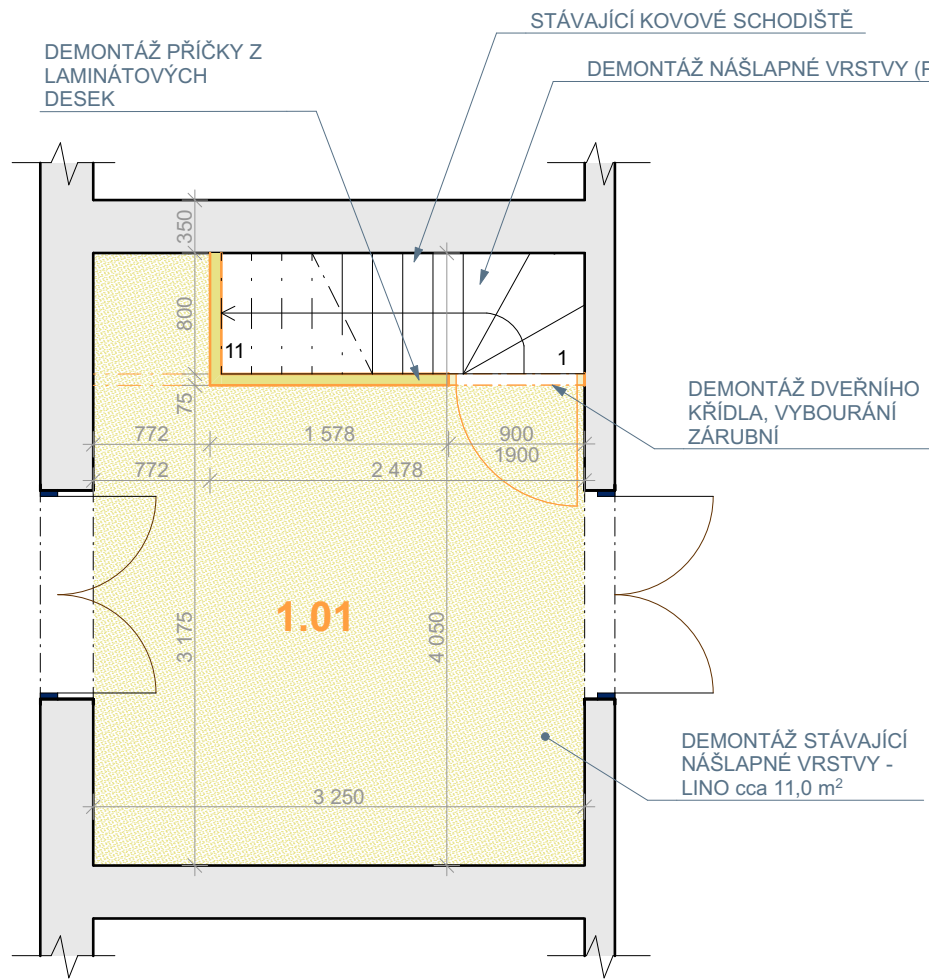 STÁVAJÍCÍ KOVOVÉ SCHODIŠTĚ
DEMONTÁŽ PŘÍČKY Z
LAMINÁTOVÝCH
DESEK
DEMONTÁŽ NÁŠLAPNÉ VRSTVY (P
350
800
11
1
75
DEMONTÁŽ DVEŘNÍHO
KŘÍDLA, VYBOURÁNÍ
ZÁRUBNÍ
772
1 578
900
1900
772
2 478
1.01
3 175
4 050
DEMONTÁŽ STÁVAJÍCÍ
NÁŠLAPNÉ VRSTVY -
LINO cca 11,0 m²
3 250